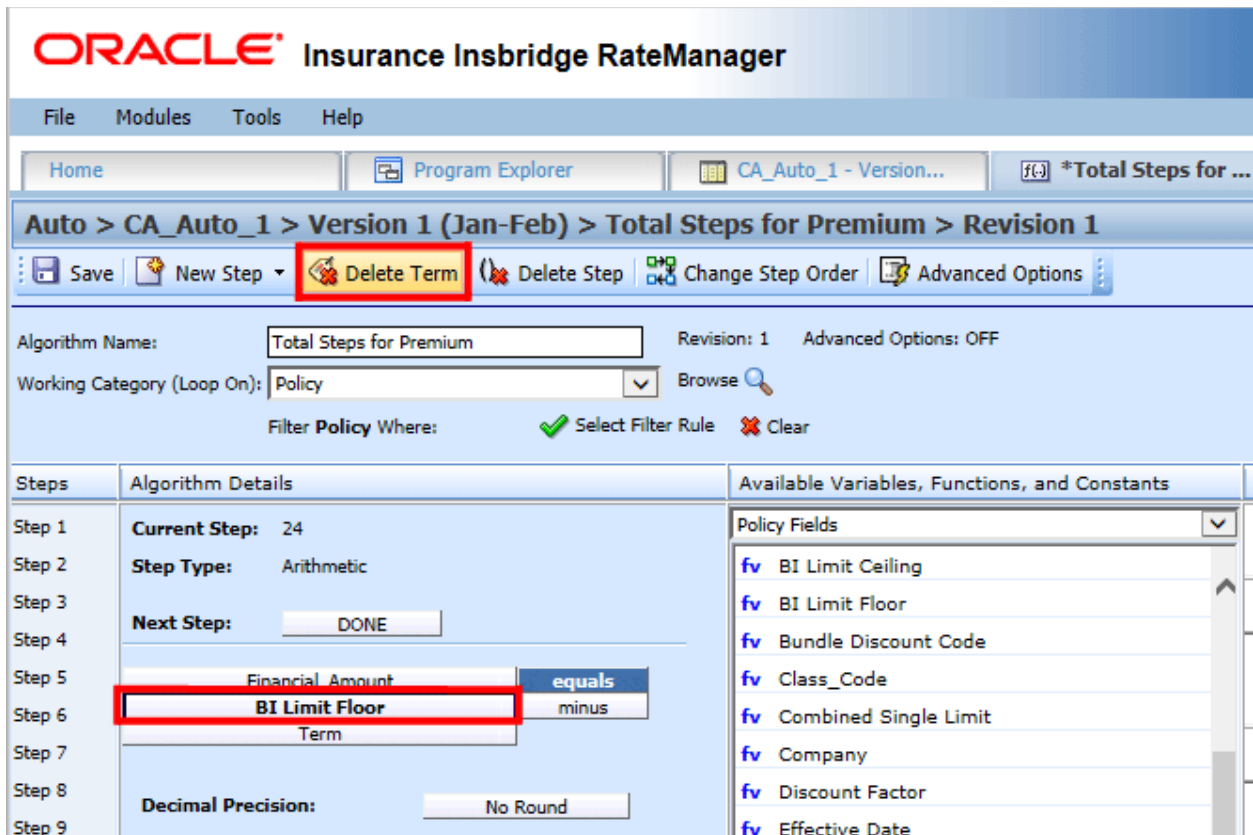 ORACLE Insurance Insbridge RateManager
File Modules Tools Help
Home Program Explorer CA_Auto_1 - Version... f(.) *Total Steps for ...
Auto > CA_Auto_1 > Version 1 (Jan-Feb) > Total Steps for Premium > Revision 1
Save New Step Delete Term Delete Step Change Step Order Advanced Options
Algorithm Name: Total Steps for Premium Revision: 1 Advanced Options: OFF
Working Category (Loop On): Policy Browse
Filter Policy Where: Select Filter Rule Clear
Steps Algorithm Details Available Variables, Functions, and Constants
Step 1 Current Step: 24 Policy Fields
Step 2 Step Type: Arithmetic fv BI Limit Ceiling
Step 3 fv BI Limit Floor
Next Step: DONE
Step 4 fv Bundle Discount Code
Step 5 Financial_Amount equals fv Class_Code
Step 6 BI Limit Floor minus fv Combined Single Limit
Term
Step 7 fv Company
Step 8 Decimal Precision: No Round fv Discount Factor
Step 9 fv Effective Date